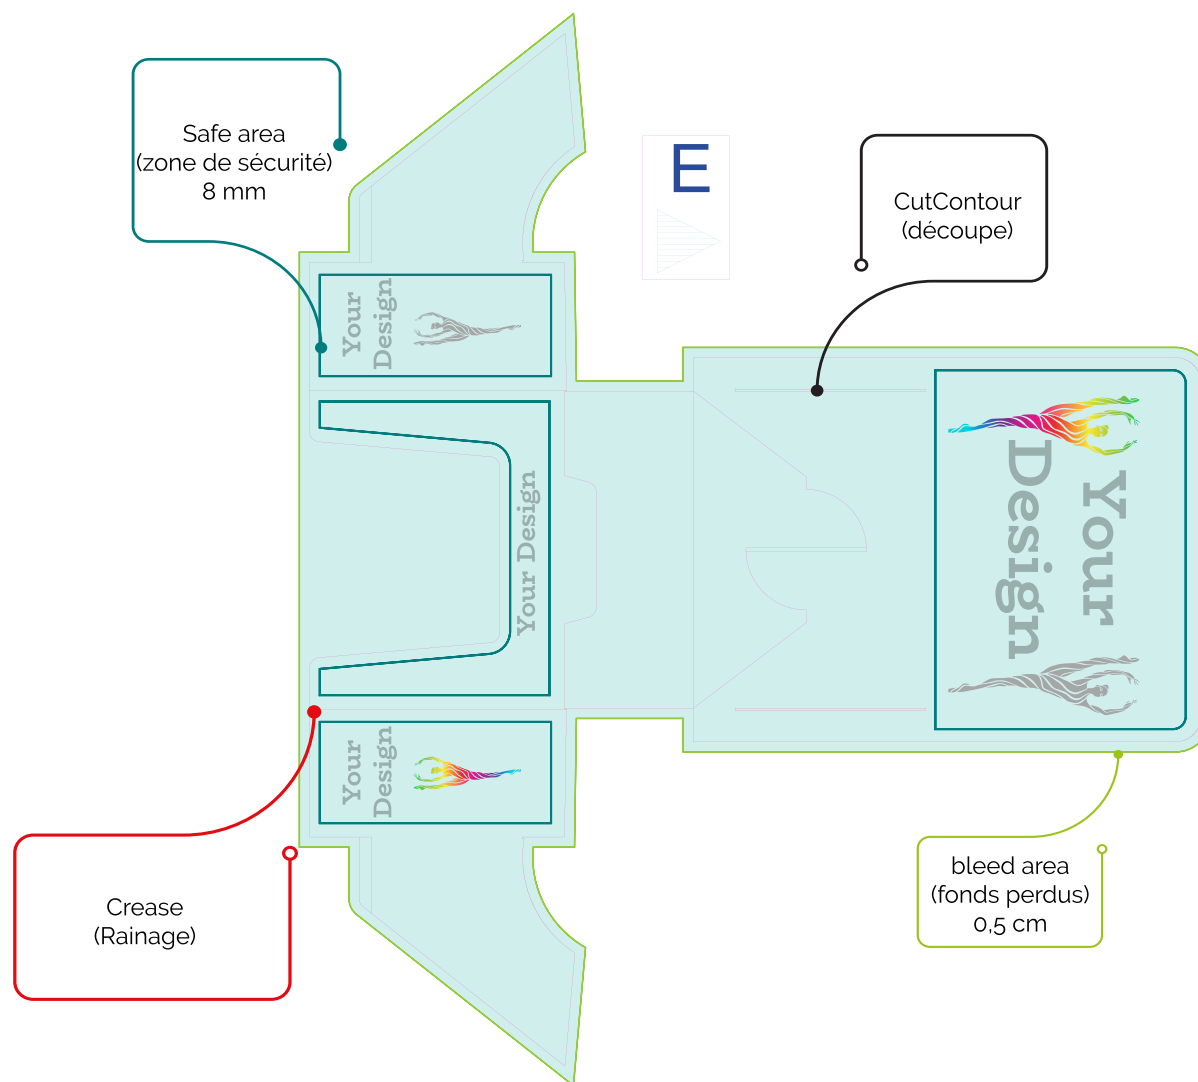 Safe area
(zone de sécurité)
8 mm
E
CutContour
(découpe)
Your
Design
Your Design
Your
Design
Your
Design
Crease
(Rainage)
bleed area
(fonds perdus)
0,5 cm